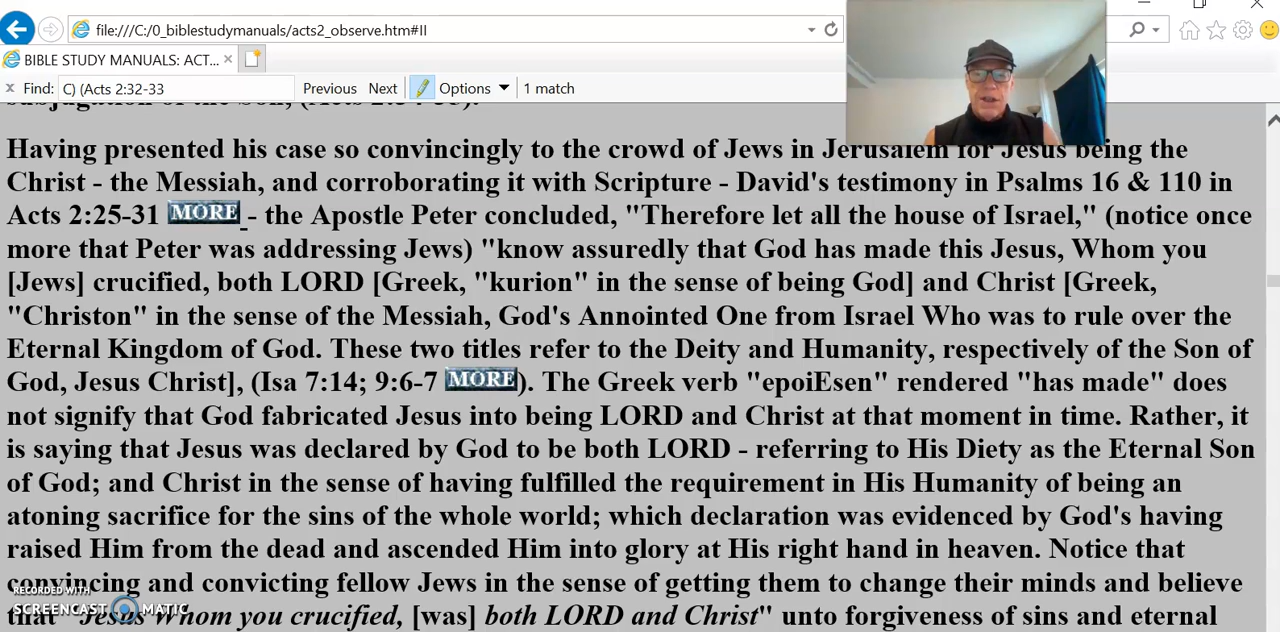 file:///C:/0_biblestudymanuals/acts2_observe.htm#II
BIBLE STUDY MANUALS: ACT...
Find: C) (Acts 2:32-33 Previous Next Options 1 match
Having presented his case so convincingly to the crowd of Jews in Jerusalem for Jesus being the
Christ - the Messiah, and corroborating it with Scripture - David's testimony in Psalms 16 & 110 in
Acts 2:25-31 MORE - the Apostle Peter concluded, "Therefore let all the house of Israel," (notice once
more that Peter was addressing Jews) "know assuredly that God has made this Jesus, Whom you
[Jews] crucified, both LORD [Greek, "kurion" in the sense of being God] and Christ [Greek,
"Christon" in the sense of the Messiah, God's Annointed One from Israel Who was to rule over the
Eternal Kingdom of God. These two titles refer to the Deity and Humanity, respectively of the Son of
God, Jesus Christ], (Isa 7:14; 9:6-7 MORE). The Greek verb "epoiEsen" rendered "has made" does
not signify that God fabricated Jesus into being LORD and Christ at that moment in time. Rather, it
is saying that Jesus was declared by God to be both LORD - referring to His Diety as the Eternal Son
of God; and Christ in the sense of having fulfilled the requirement in His Humanity of being an
atoning sacrifice for the sins of the whole world; which declaration was evidenced by God's having
raised Him from the dead and ascended Him into glory at His right hand in heaven. Notice that
convincing and convicting fellow Jews in the sense of getting them to change their minds and believe
that "Jesus Whom you crucified, [was] both LORD and Christ" unto forgiveness of sins and eternal
RECORDED WITH
SCREENCAST MATIC